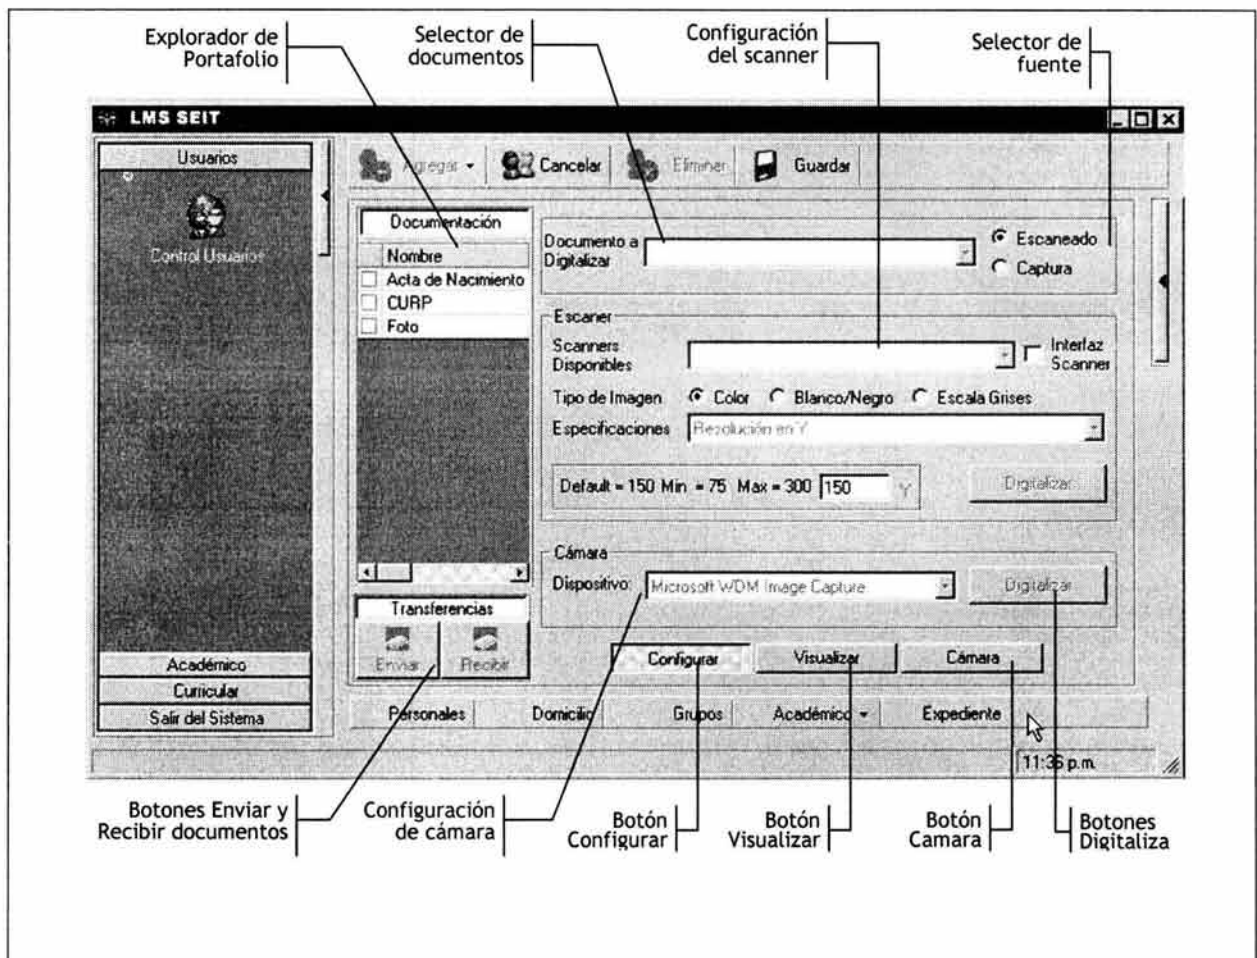 Explorador de
Portafolio
Selector de
documentos
Configuración
del scanner
Selector de
fuente
LMS SEIT
Usuarios
Control Usuarios
Académico
Curricular
Salir del Sistema
Agregar
Cancelar
Eliminar
Guardar
Documentación
Nombre
Acta de Nacimiento
CURP
Foto
Transferencias
Enviar
Recibir
Documento a
Digitalizar
Escaneado
Captura
Escaner
Scanners
Disponibles
Interfaz
Scanner
Tipo de Imagen
Color
Blanco/Negro
Escala Grises
Especificaciones
Resolución en Y
Default = 150 Min = 75 Max = 300
150
Y
Digitalizar
Cámara
Dispositivo:
Microsoft WDM Image Capture
Digitalizar
Configurar
Visualizar
Cámara
Personales
Domicilio
Grupos
Académico
Expediente
11:36 p.m.
Botones Enviar y
Recibir documentos
Configuración
de cámara
Botón
Configurar
Botón
Visualizar
Botón
Camara
Botones
Digitaliza